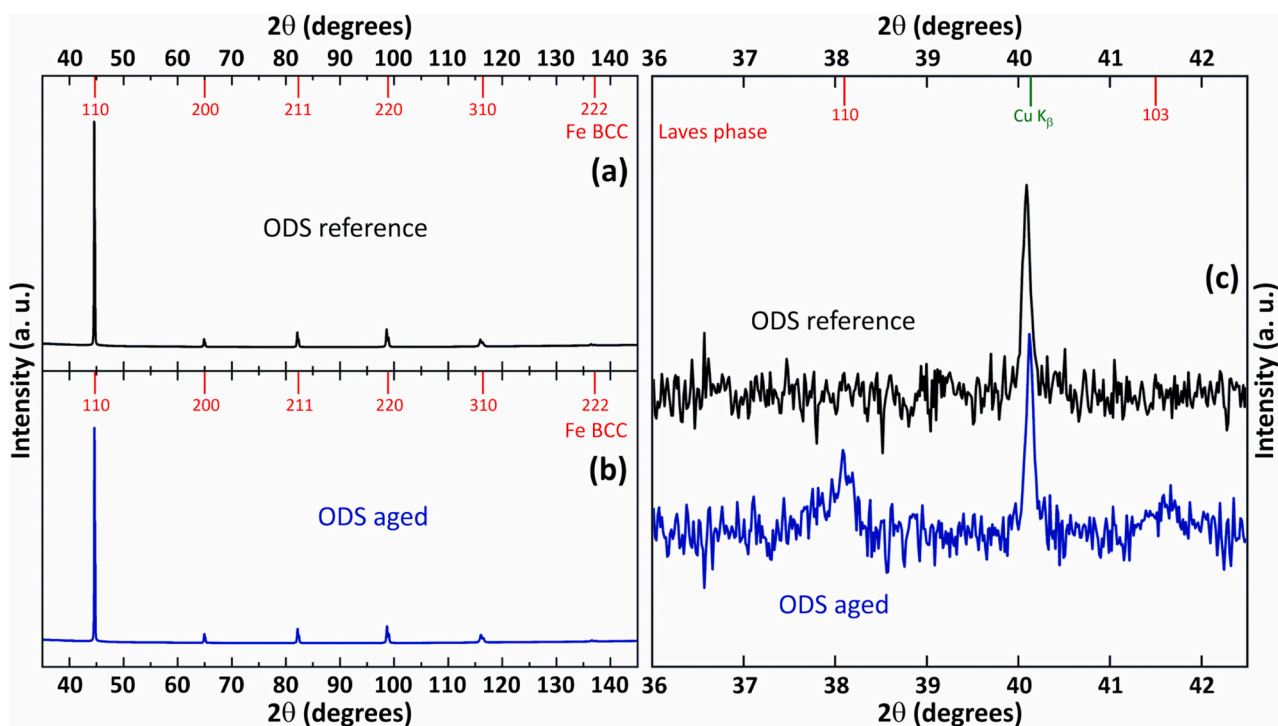 2θ (degrees)
40 50 60 70 80 90 100 110 120 130 140
110 200 211 220 310 222
Fe BCC
(a)
ODS reference
110 200 211 220 310 222
Fe BCC
(b)
ODS aged
40 50 60 70 80 90 100 110 120 130 140
2θ (degrees)
Intensity (a. u.)
2θ (degrees)
36 37 38 39 40 41 42
110 Cu Kβ 103
Laves phase
(c)
ODS reference
ODS aged
36 37 38 39 40 41 42
2θ (degrees)
Intensity (a. u.)